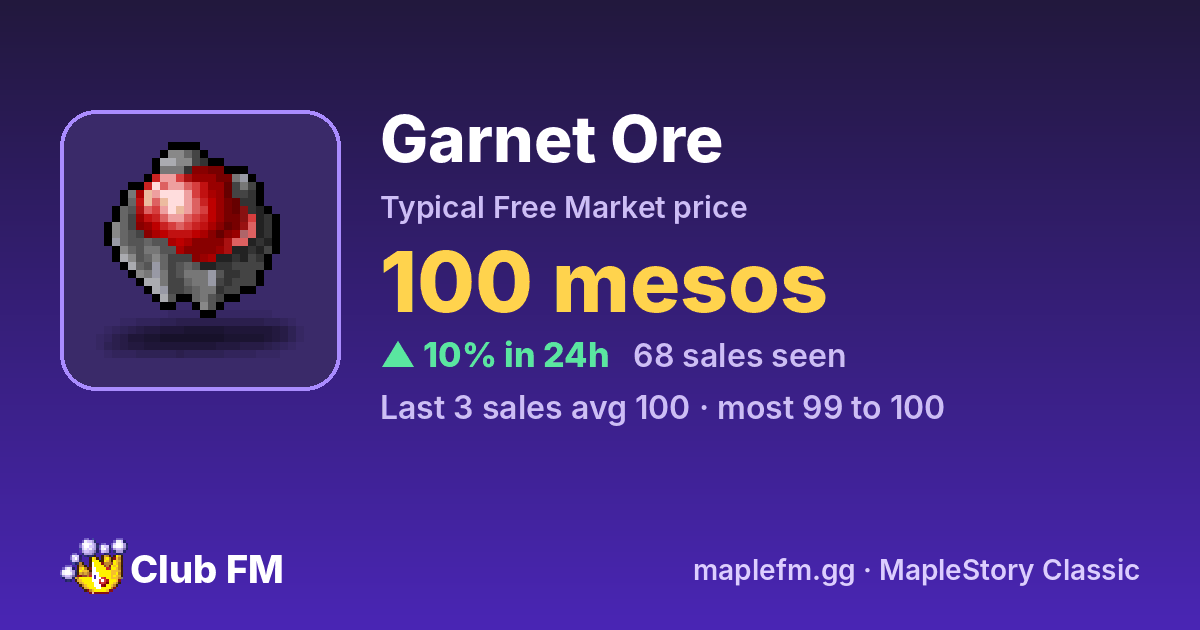 Garnet Ore
Typical Free Market price
100 mesos
▲ 10% in 24h 68 sales seen
Last 3 sales avg 100 · most 99 to 100
Club FM
maplefm.gg · MapleStory Classic